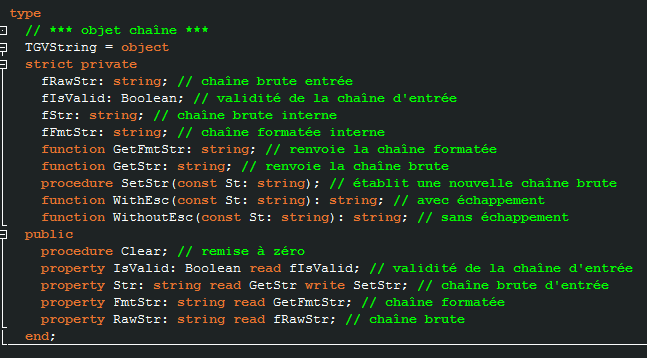 type
// *** objet chaîne ***
TGVString = object
strict private
fRawStr: string; // chaîne brute entrée
fIsValid: Boolean; // validité de la chaîne d'entrée
fStr: string; // chaîne brute interne
fFmtStr: string; // chaîne formatée interne
function GetFmtStr: string; // renvoie la chaîne formatée
function GetStr: string; // renvoie la chaîne brute
procedure SetStr(const St: string); // établit une nouvelle chaîne brute
function WithEsc(const St: string): string; // avec échappement
function WithoutEsc(const St: string): string; // sans échappement
public
procedure Clear; // remise à zéro
property IsValid: Boolean read fIsValid; // validité de la chaîne d'entrée
property Str: string read GetStr write SetStr; // chaîne brute d'entrée
property FmtStr: string read GetFmtStr; // chaîne formatée
property RawStr: string read fRawStr; // chaîne brute
end;